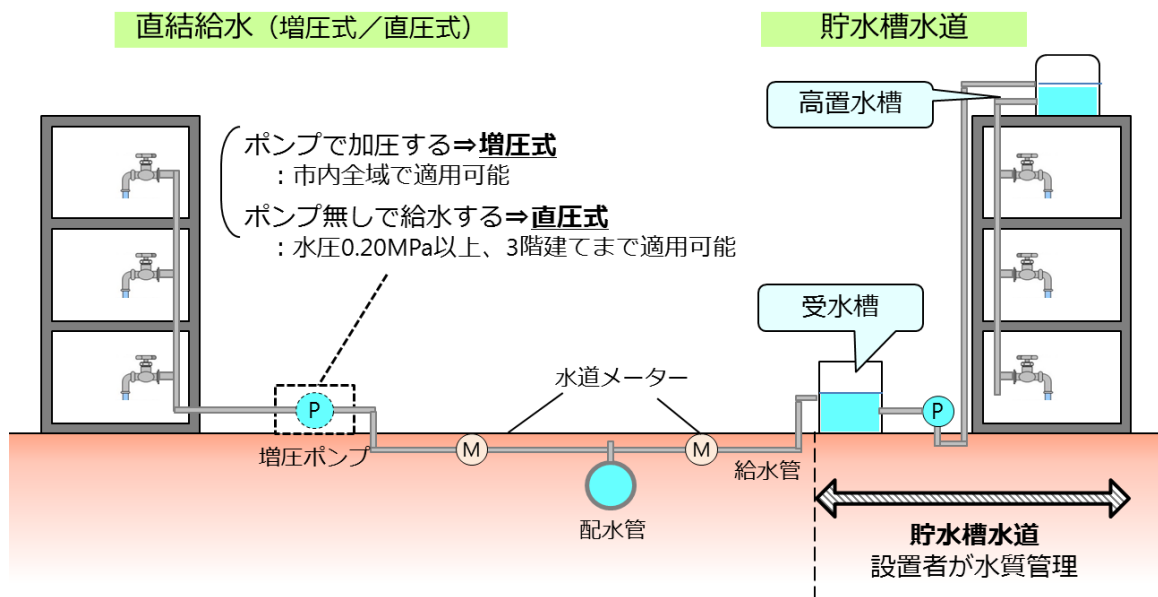 直結給水（増圧式／直圧式）
貯水槽水道
高置水槽
ポンプで加圧する⇒増圧式
：市内全域で適用可能
ポンプ無しで給水する⇒直圧式
：水圧0.20MPa以上、3階建てまで適用可能
受水槽
水道メーター
P
P
増圧ポンプ
M
M
給水管
配水管
貯水槽水道
設置者が水質管理